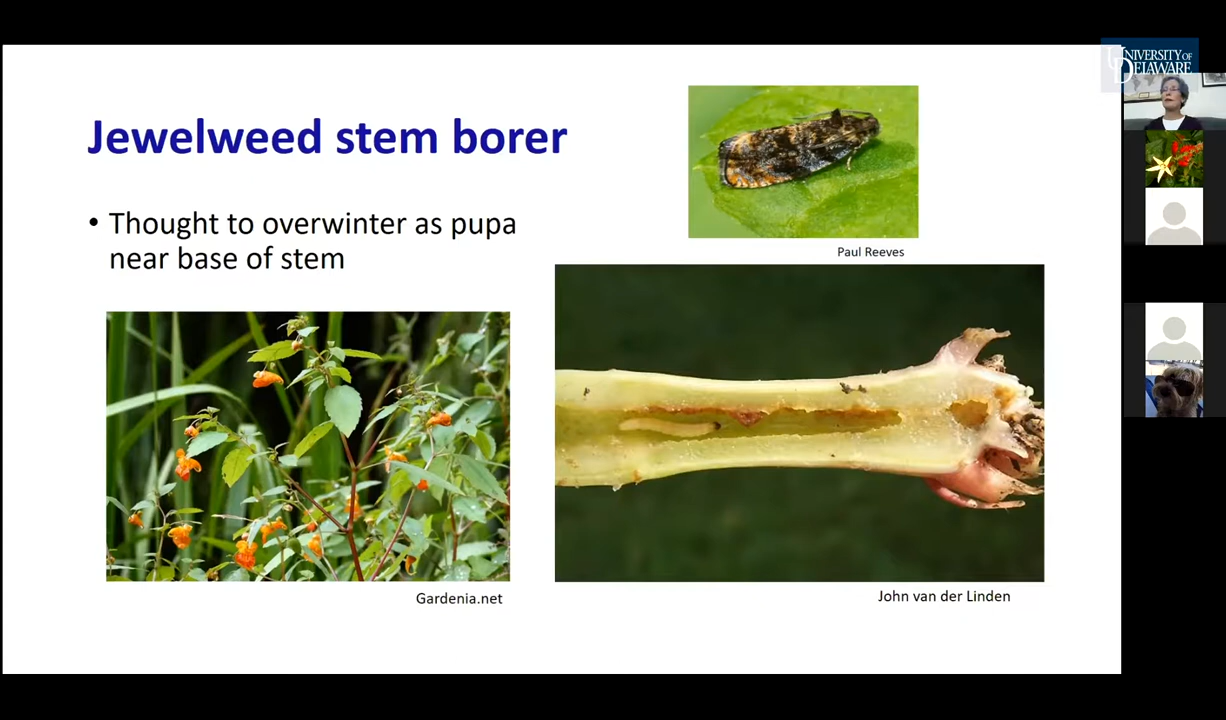 UNIVERSITY OF
DELAWARE
Jewelweed stem borer
• Thought to overwinter as pupa
near base of stem
Paul Reeves
Gardenia.net
John van der Linden